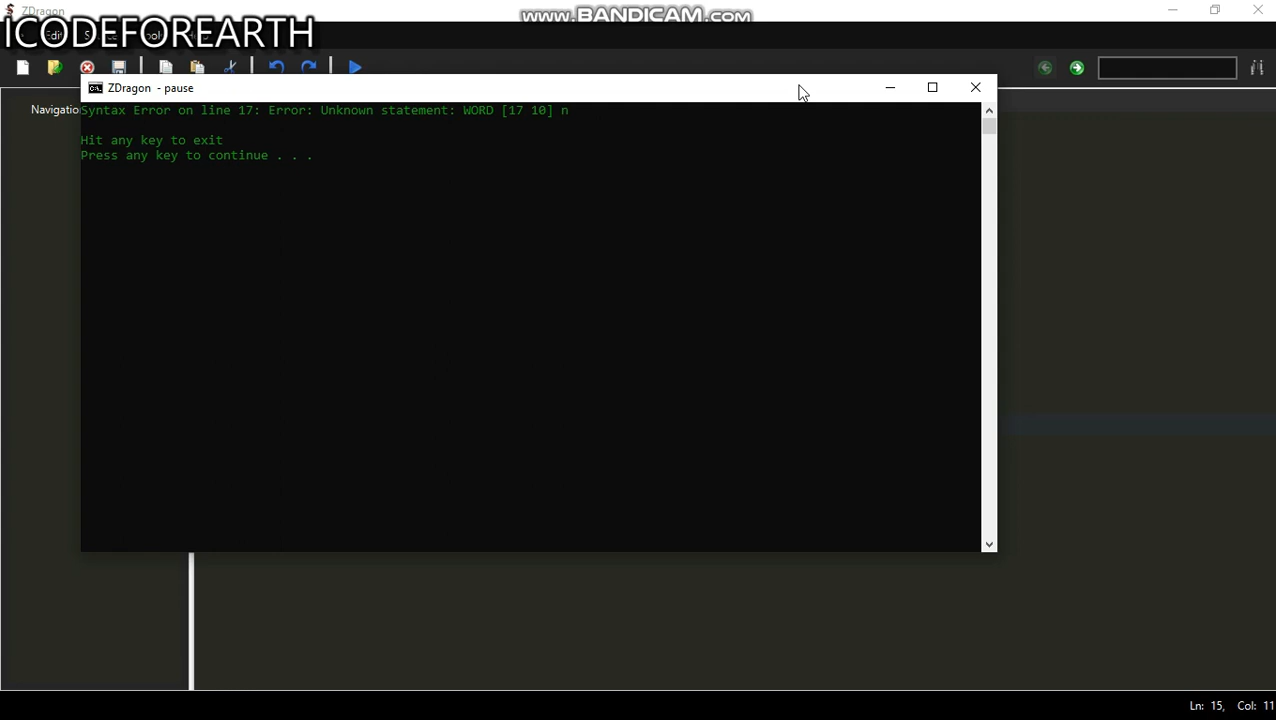 ZDragon
www.BANDICAM.com
ICODEFOREARTH
ZDragon - pause
Navigatio
Syntax Error on line 17: Error: Unknown statement: WORD [17 10] n
Hit any key to exit
Press any key to continue . . .
Ln: 15, Col: 11